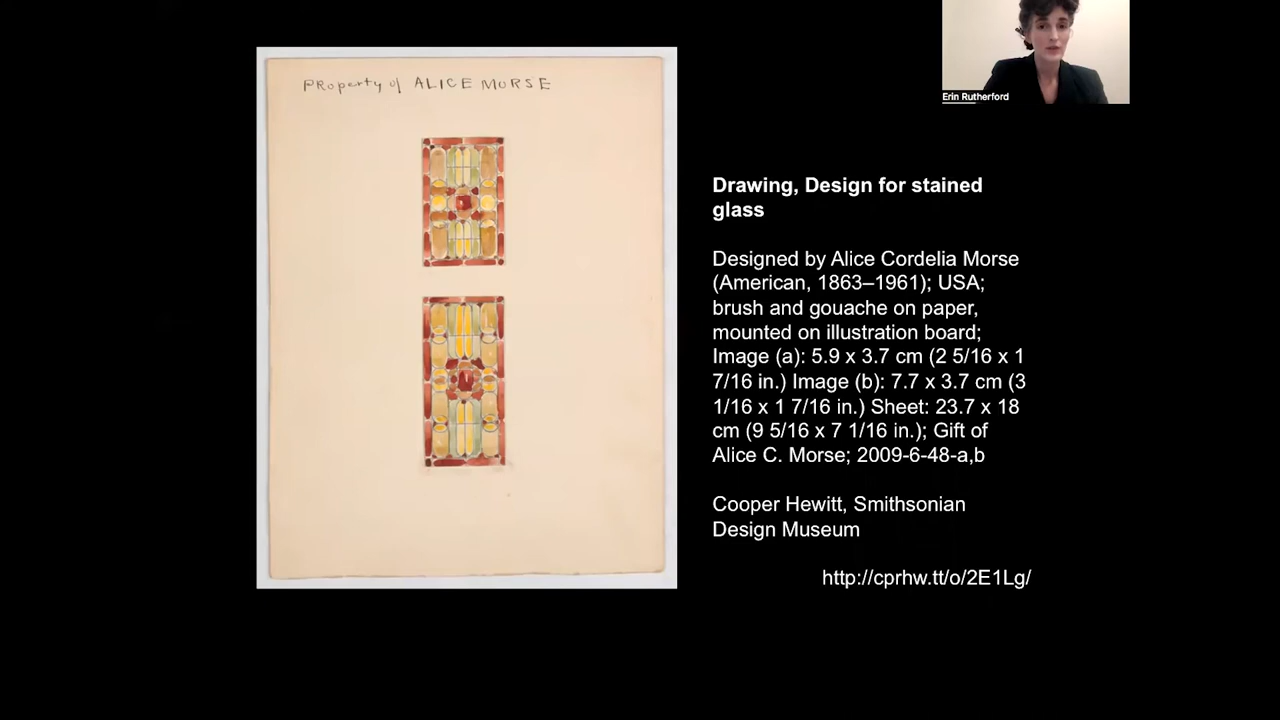 Property of ALICE MORSE
Erin Rutherford
Drawing, Design for stained
glass
Designed by Alice Cordelia Morse
(American, 1863–1961); USA;
brush and gouache on paper,
mounted on illustration board;
Image (a): 5.9 x 3.7 cm (2 5/16 x 1
7/16 in.) Image (b): 7.7 x 3.7 cm (3
1/16 x 1 7/16 in.) Sheet: 23.7 x 18
cm (9 5/16 x 7 1/16 in.); Gift of
Alice C. Morse; 2009-6-48-a,b
Cooper Hewitt, Smithsonian
Design Museum
http://cprhw.tt/o/2E1Lg/